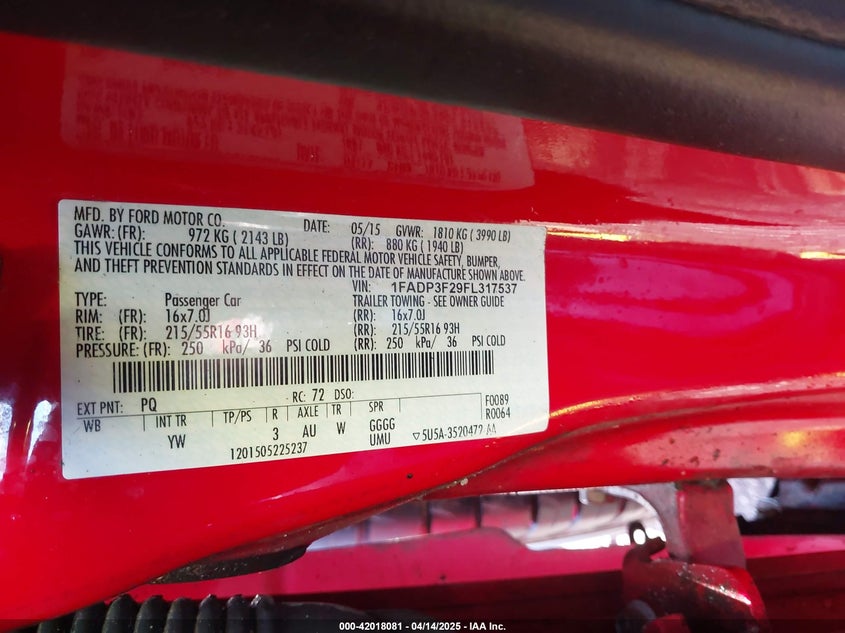 MFD. BY FORD MOTOR CO. DATE: 05/15 GVWR: 1810 KG ( 3990 LB)
GAWR: (FR): 972 KG ( 2143 LB) (RR): 880 KG ( 1940 LB)
THIS VEHICLE CONFORMS TO ALL APPLICABLE FEDERAL MOTOR VEHICLE SAFETY, BUMPER,
AND THEFT PREVENTION STANDARDS IN EFFECT ON THE DATE OF MANUFACTURE SHOWN ABOVE.
VIN: 1FADP3F29FL317537
TYPE: Passenger Car TRAILER TOWING - SEE OWNER GUIDE
RIM: (FR) 16x7.0J (RR): 16x7.0J
TIRE: (FR) 215/55R16 93H (RR): 215/55R16 93H
PRESSURE: (FR) 250 kPa/ 36 PSI COLD (RR): 250 kPa/ 36 PSI COLD
EXT PNT: PQ RC: 72 DSO: F0089
WB INT TR TP/PS R AXLE TR SPR R0064
YW 3 AU W GGGG
UMU ▽5U5A-3520472-AA
1201505225237
000-42018081 - 04/14/2025 - IAA Inc.